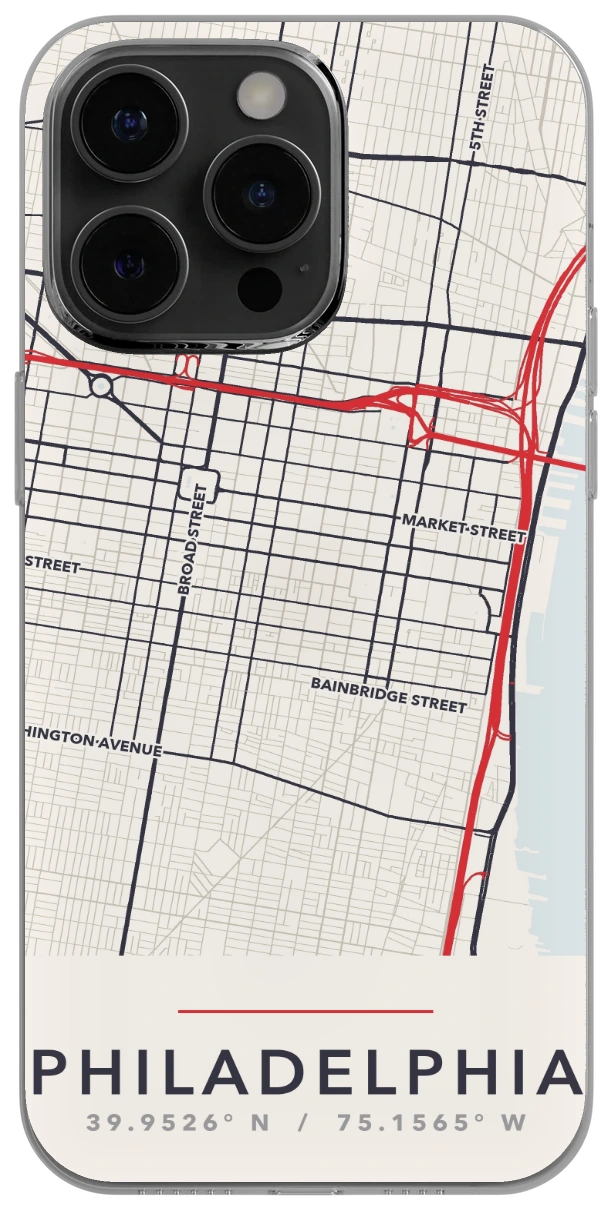 5TH STREET
MARKET STREET
BROAD STREET
STREET
BAINBRIDGE STREET
HINGTON AVENUE
PHILADELPHIA
39.9526° N / 75.1565° W